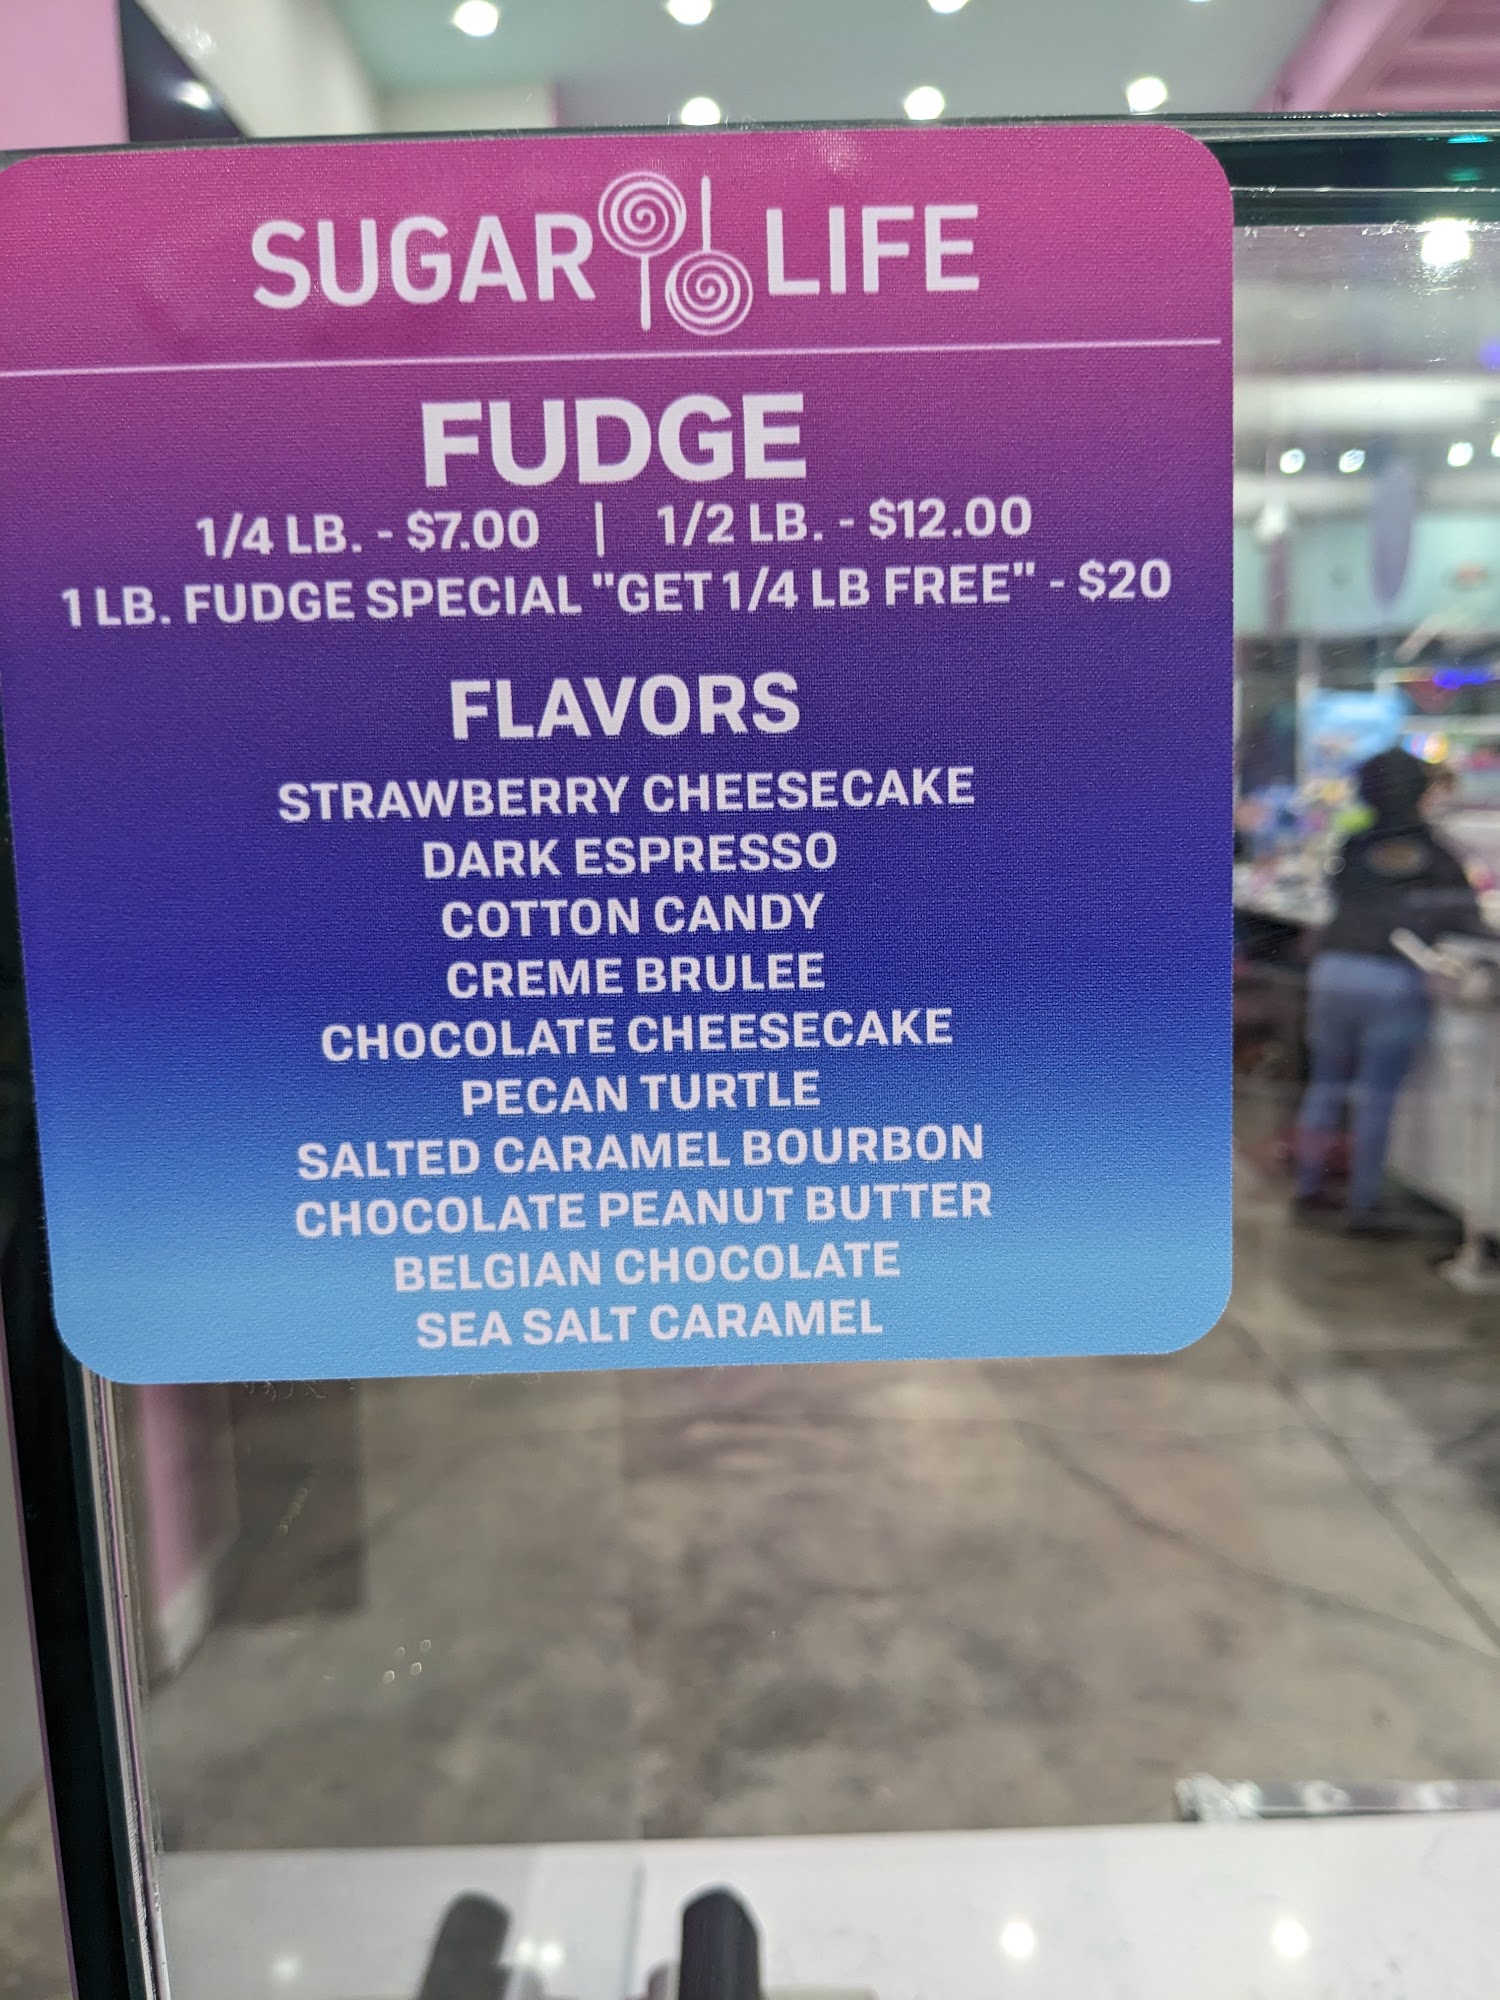 SUGAR LIFE
FUDGE
1/4 LB. - $7.00 | 1/2 LB. - $12.00
1 LB. FUDGE SPECIAL "GET 1/4 LB FREE" - $20
FLAVORS
STRAWBERRY CHEESECAKE
DARK ESPRESSO
COTTON CANDY
CREME BRULEE
CHOCOLATE CHEESECAKE
PECAN TURTLE
SALTED CARAMEL BOURBON
CHOCOLATE PEANUT BUTTER
BELGIAN CHOCOLATE
SEA SALT CARAMEL